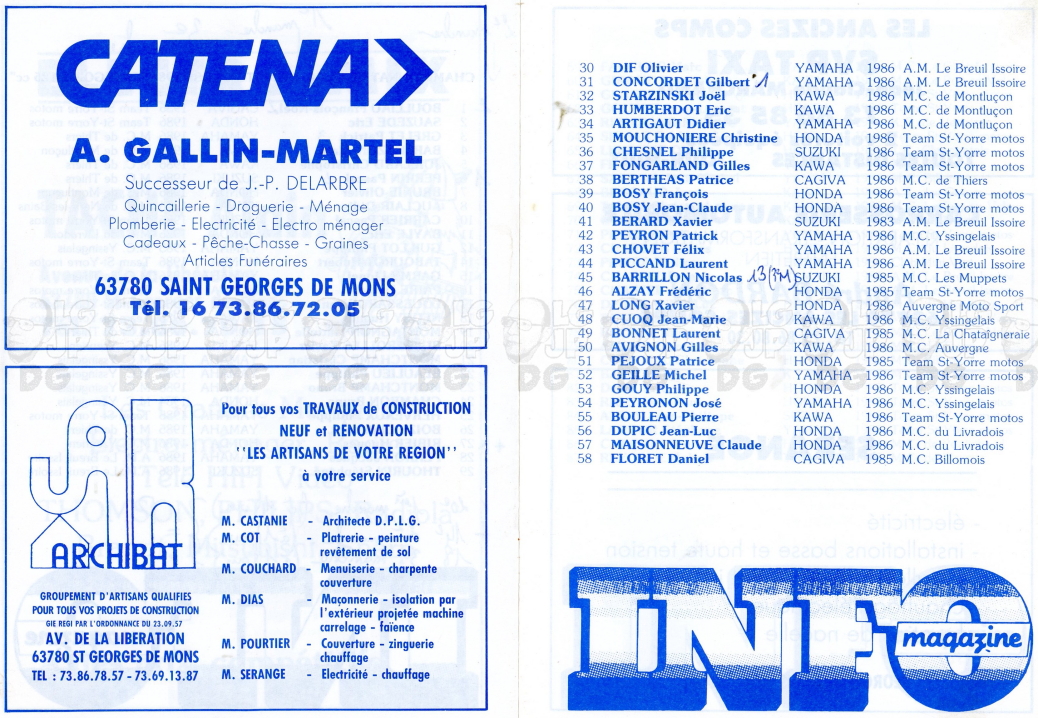 CATENA
A. GALLIN-MARTEL
Successeur de J.-P. DELARBRE
Quincaillerie - Droguerie - Ménage
Plomberie - Electricité - Electro ménager
Cadeaux - Pêche-Chasse - Graines
Articles Funéraires
63780 SAINT GEORGES DE MONS
Tél. 16 73.86.72.05
ARCHIBAT
GROUPEMENT D'ARTISANS QUALIFIES
POUR TOUS VOS PROJETS DE CONSTRUCTION
GIE REGI PAR L'ORDONNANCE DU 23.09.57
AV. DE LA LIBERATION
63780 ST GEORGES DE MONS
TEL : 73.86.78.57 - 73.69.13.87
Pour tous vos TRAVAUX de CONSTRUCTION
NEUF et RENOVATION
''LES ARTISANS DE VOTRE REGION''
à votre service
M. CASTANIE - Architecte D.P.L.G.
M. COT - Platrerie - peinture
revêtement de sol
M. COUCHARD - Menuiserie - charpente
couverture
M. DIAS - Maçonnerie - isolation par
l'extérieur projetée machine
carrelage - faïence
M. POURTIER - Couverture - zinguerie
chauffage
M. SERANGE - Electricité - chauffage
30 DIF Olivier YAMAHA 1986 A.M. Le Breuil Issoire
31 CONCORDET Gilbert 1 YAMAHA 1986 A.M. Le Breuil Issoire
32 STARZINSKI Joël KAWA 1986 M.C. de Montluçon
33 HUMBERDOT Eric KAWA 1986 M.C. de Montluçon
34 ARTIGAUT Didier YAMAHA 1986 M.C. de Montluçon
35 MOUCHONIERE Christine HONDA 1986 Team St-Yorre motos
36 CHESNEL Philippe SUZUKI 1986 Team St-Yorre motos
37 FONGARLAND Gilles KAWA 1986 Team St-Yorre motos
38 BERTHEAS Patrice CAGIVA 1986 M.C. de Thiers
39 BOSY François HONDA 1986 Team St-Yorre motos
40 BOSY Jean-Claude HONDA 1986 Team St-Yorre motos
41 BERARD Xavier SUZUKI 1983 A.M. Le Breuil Issoire
42 PEYRON Patrick YAMAHA 1986 M.C. Yssingelais
43 CHOVET Félix YAMAHA 1986 A.M. Le Breuil Issoire
44 PICCAND Laurent YAMAHA 1986 A.M. Le Breuil Issoire
45 BARRILLON Nicolas 13 SUZUKI 1985 M.C. Les Muppets
46 ALZAY Frédéric HONDA 1985 Team St-Yorre motos
47 LONG Xavier HONDA 1986 Auvergne Moto Sport
48 CUOQ Jean-Marie KAWA 1986 M.C. Yssingelais
49 BONNET Laurent CAGIVA 1985 M.C. La Chataîgneraie
50 AVIGNON Gilles KAWA 1986 M.C. Auvergne
51 PEJOUX Patrice HONDA 1985 Team St-Yorre motos
52 GEILLE Michel YAMAHA 1986 Team St-Yorre motos
53 GOUY Philippe HONDA 1986 M.C. Yssingelais
54 PEYRONON José YAMAHA 1986 M.C. Yssingelais
55 BOULEAU Pierre KAWA 1986 Team St-Yorre motos
56 DUPIC Jean-Luc HONDA 1986 M.C. du Livradois
57 MAISONNEUVE Claude HONDA 1986 M.C. du Livradois
58 FLORET Daniel CAGIVA 1985 M.C. Billomois
INFO
magazine